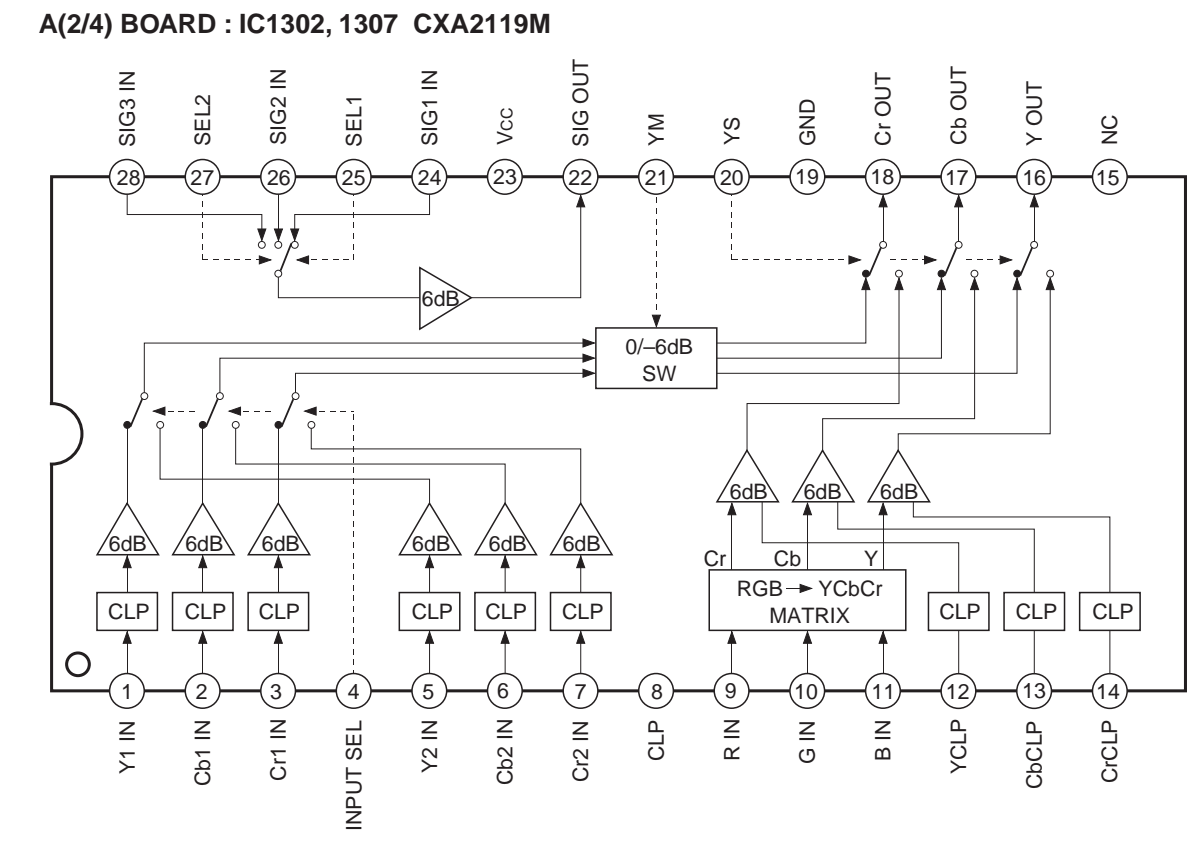 A(2/4) BOARD : IC1302, 1307 CXA2119M
SIG3 IN
SEL2
SIG2 IN
SEL1
SIG1 IN
Vcc
SIG OUT
YM
YS
GND
Cr OUT
Cb OUT
Y OUT
NC
28 27 26 25 24 23 22 21 20 19 18 17 16 15
6dB
0/–6dB
SW
6dB 6dB 6dB
6dB 6dB 6dB 6dB 6dB 6dB
Cr Cb Y
RGB → YCbCr
MATRIX
CLP CLP CLP CLP CLP CLP CLP CLP CLP
1 2 3 4 5 6 7 8 9 10 11 12 13 14
Y1 IN
Cb1 IN
Cr1 IN
INPUT SEL
Y2 IN
Cb2 IN
Cr2 IN
CLP
R IN
G IN
B IN
YCLP
CbCLP
CrCLP